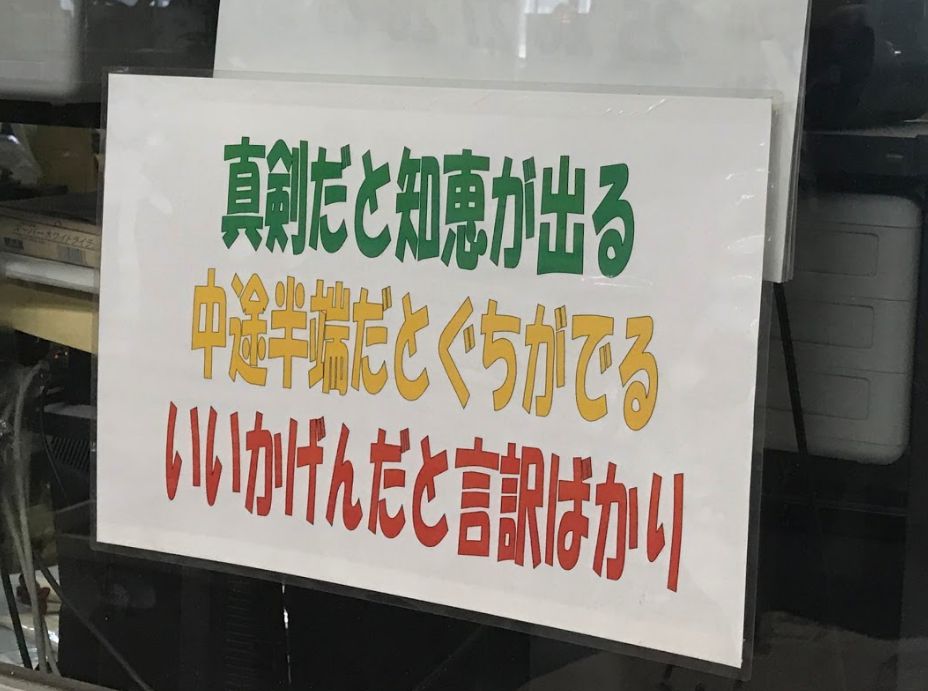 真剣だと知恵が出る
中途半端だとぐちがでる
いいかげんだと言訳ばかり